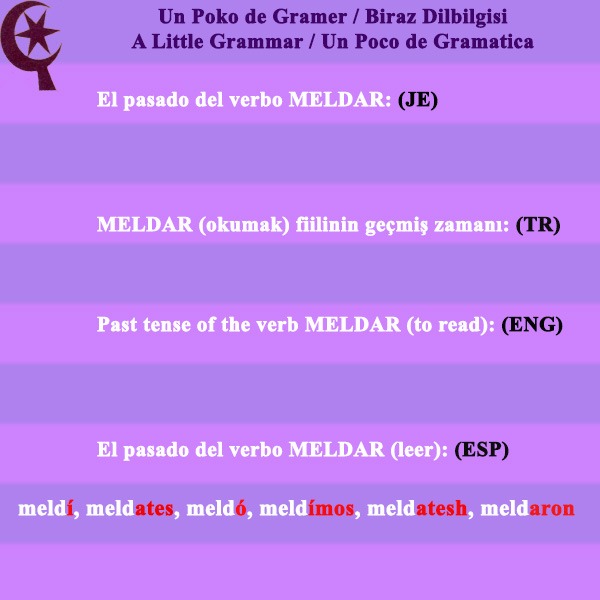 Un Poko de Gramer / Biraz Dilbilgisi
A Little Grammar / Un Poco de Gramatica
El pasado del verbo MELDAR: (JE)
MELDAR (okumak) fiilinin geçmiş zamanı: (TR)
Past tense of the verb MELDAR (to read): (ENG)
El pasado del verbo MELDAR (leer): (ESP)
meldí, meldates, meldó, meldímos, meldatesh, meldaron